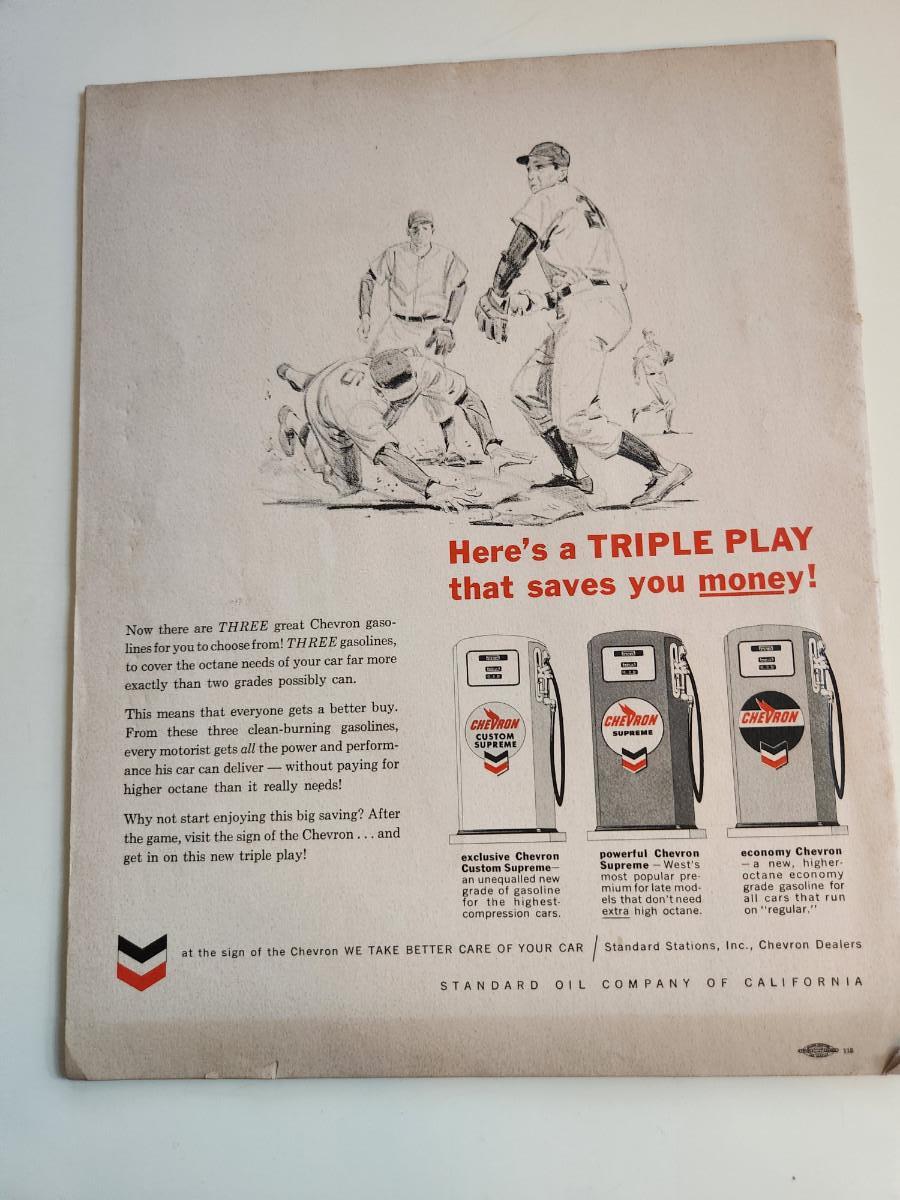 Here's a TRIPLE PLAY
that saves you money!
Now there are THREE great Chevron gaso-
lines for you to choose from! THREE gasolines,
to cover the octane needs of your car far more
exactly than two grades possibly can.
This means that everyone gets a better buy.
From these three clean-burning gasolines,
every motorist gets all the power and perform-
ance his car can deliver — without paying for
higher octane than it really needs!
Why not start enjoying this big saving? After
the game, visit the sign of the Chevron . . . and
get in on this new triple play!
CHEVRON
CUSTOM
SUPREME
CHEVRON
SUPREME
CHEVRON
exclusive Chevron
Custom Supreme—
an unequalled new
grade of gasoline
for the highest-
compression cars.
powerful Chevron
Supreme — West's
most popular pre-
mium for late mod-
els that don't need
extra high octane.
economy Chevron
— a new, higher-
octane economy
grade gasoline for
all cars that run
on "regular."
at the sign of the Chevron WE TAKE BETTER CARE OF YOUR CAR / Standard Stations, Inc., Chevron Dealers
STANDARD OIL COMPANY OF CALIFORNIA